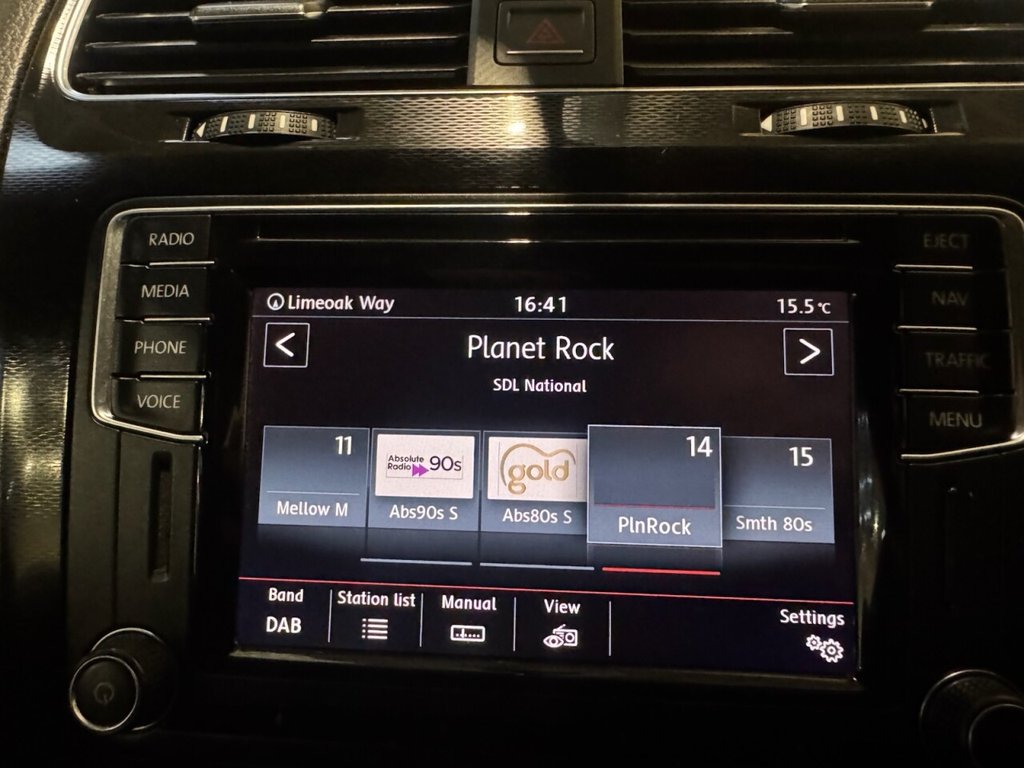 RADIO
MEDIA
PHONE
VOICE
EJECT
NAV
TRAFFIC
MENU
Limeoak Way 16:41 15.5°C
< Planet Rock >
SDL National
11
Mellow M
Absolute
Radio 90s
Abs90s S
gold
Abs80s S
14
PlnRock
15
Smth 80s
Band
DAB
Station list
Manual
View
Settings